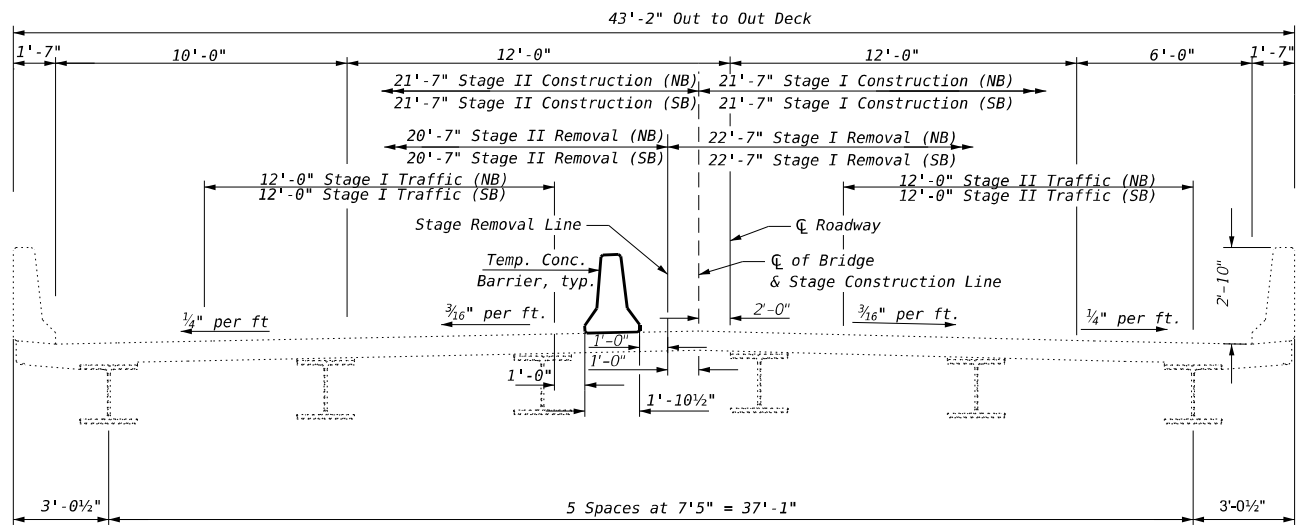 43'-2" Out to Out Deck
1'-7"
10'-0"
12'-0"
12'-0"
6'-0"
1'-7"
21'-7" Stage II Construction (NB)
21'-7" Stage I Construction (NB)
21'-7" Stage II Construction (SB)
21'-7" Stage I Construction (SB)
20'-7" Stage II Removal (NB)
22'-7" Stage I Removal (NB)
20'-7" Stage II Removal (SB)
22'-7" Stage I Removal (SB)
12'-0" Stage I Traffic (NB)
12'-0" Stage I Traffic (SB)
12'-0" Stage II Traffic (NB)
12'-0" Stage II Traffic (SB)
Stage Removal Line
℄ Roadway
Temp. Conc.
Barrier, typ.
℄ of Bridge
& Stage Construction Line
2'-10"
¼" per ft
3/16" per ft.
2'-0"
3/16" per ft.
¼" per ft.
1'-0"
1'-0"
1'-0"
1'-10½"
3'-0½"
5 Spaces at 7'5" = 37'-1"
3'-0½"